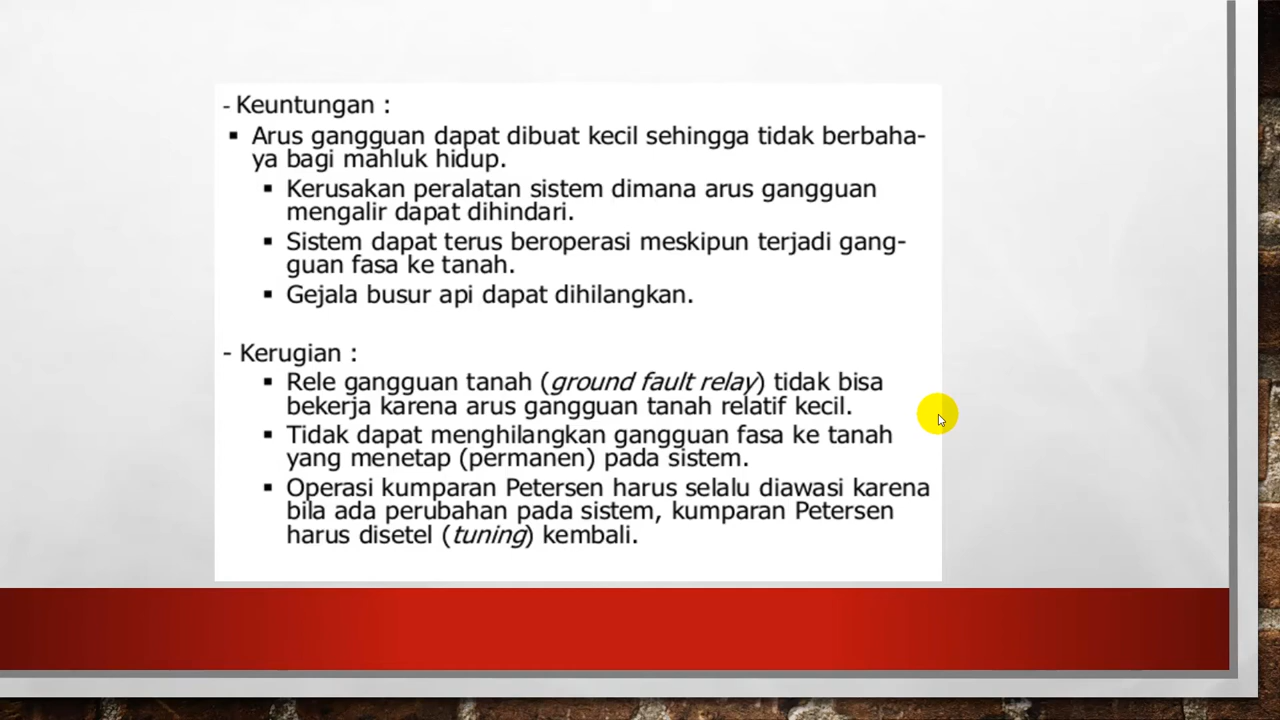 - Keuntungan :
▪ Arus gangguan dapat dibuat kecil sehingga tidak berbaha-
ya bagi mahluk hidup.
▪ Kerusakan peralatan sistem dimana arus gangguan
mengalir dapat dihindari.
▪ Sistem dapat terus beroperasi meskipun terjadi gang-
guan fasa ke tanah.
▪ Gejala busur api dapat dihilangkan.
- Kerugian :
▪ Rele gangguan tanah (ground fault relay) tidak bisa
bekerja karena arus gangguan tanah relatif kecil.
▪ Tidak dapat menghilangkan gangguan fasa ke tanah
yang menetap (permanen) pada sistem.
▪ Operasi kumparan Petersen harus selalu diawasi karena
bila ada perubahan pada sistem, kumparan Petersen
harus disetel (tuning) kembali.